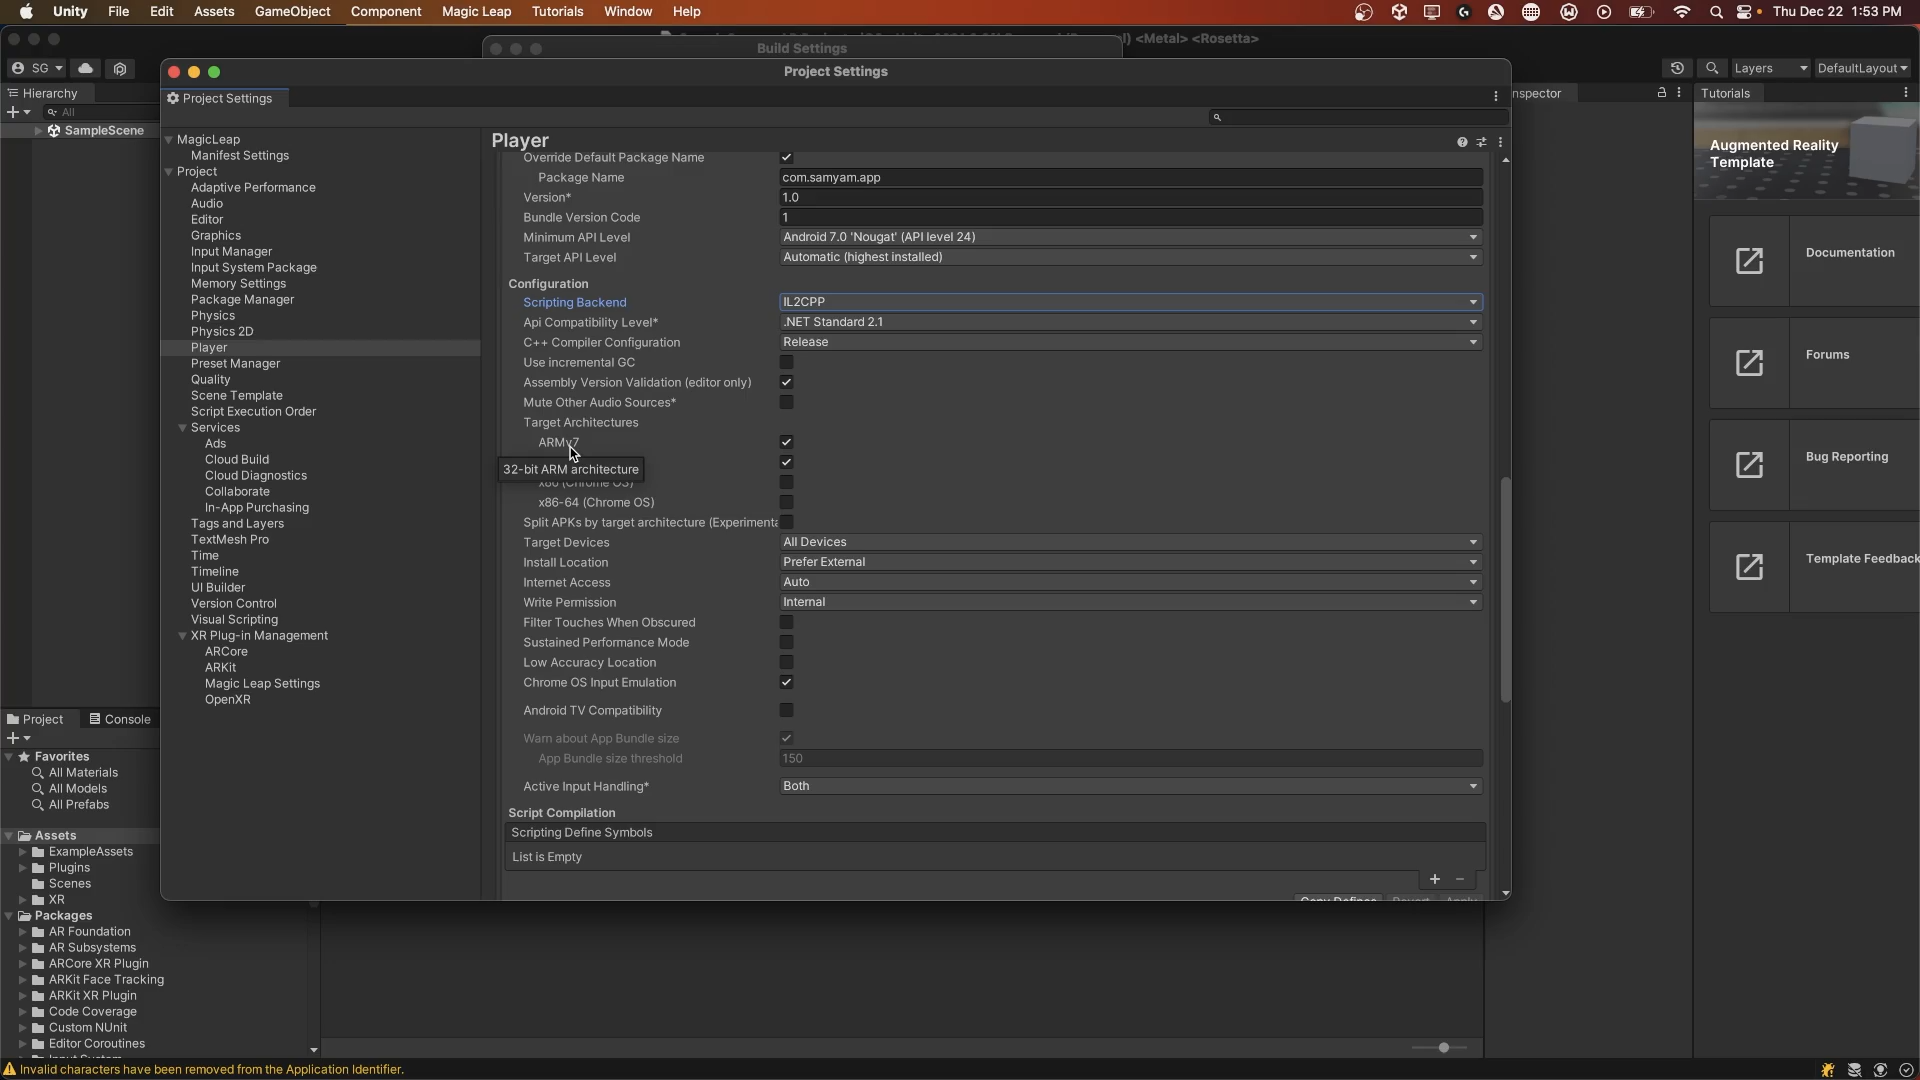 Unity File Edit Assets GameObject Component Magic Leap Tutorials Window Help Thu Dec 22 1:53 PM
Build Settings l) <Metal> <Rosetta>
SG Layers DefaultLayout
Project Settings
Hierarchy
All
SampleScene
Project Settings
MagicLeap
Manifest Settings
Project
Adaptive Performance
Audio
Editor
Graphics
Input Manager
Input System Package
Memory Settings
Package Manager
Physics
Physics 2D
Player
Preset Manager
Quality
Scene Template
Script Execution Order
Services
Ads
Cloud Build
Cloud Diagnostics
Collaborate
In-App Purchasing
Tags and Layers
TextMesh Pro
Time
Timeline
UI Builder
Version Control
Visual Scripting
XR Plug-in Management
ARCore
ARKit
Magic Leap Settings
OpenXR
Player
Override Default Package Name
Package Name com.samyam.app
Version* 1.0
Bundle Version Code 1
Minimum API Level Android 7.0 'Nougat' (API level 24)
Target API Level Automatic (highest installed)
Configuration
Scripting Backend IL2CPP
Api Compatibility Level* .NET Standard 2.1
C++ Compiler Configuration Release
Use incremental GC
Assembly Version Validation (editor only)
Mute Other Audio Sources*
Target Architectures
ARMv7
32-bit ARM architecture
x86 (Chrome OS)
x86-64 (Chrome OS)
Split APKs by target architecture (Experimenta
Target Devices All Devices
Install Location Prefer External
Internet Access Auto
Write Permission Internal
Filter Touches When Obscured
Sustained Performance Mode
Low Accuracy Location
Chrome OS Input Emulation
Android TV Compatibility
Warn about App Bundle size
App Bundle size threshold 150
Active Input Handling* Both
Script Compilation
Scripting Define Symbols
List is Empty
Copy Defines Revert Apply
nspector
Tutorials
Augmented Reality
Template
Documentation
Forums
Bug Reporting
Template Feedback
Project Console
Favorites
All Materials
All Models
All Prefabs
Assets
ExampleAssets
Plugins
Scenes
XR
Packages
AR Foundation
AR Subsystems
ARCore XR Plugin
ARKit Face Tracking
ARKit XR Plugin
Code Coverage
Custom NUnit
Editor Coroutines
Input System
Invalid characters have been removed from the Application Identifier.